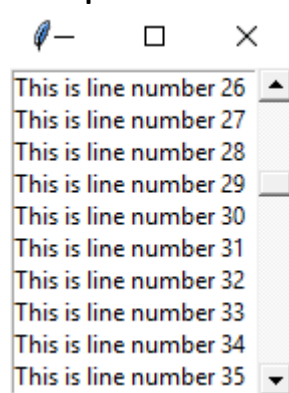 This is line number 26
This is line number 27
This is line number 28
This is line number 29
This is line number 30
This is line number 31
This is line number 32
This is line number 33
This is line number 34
This is line number 35